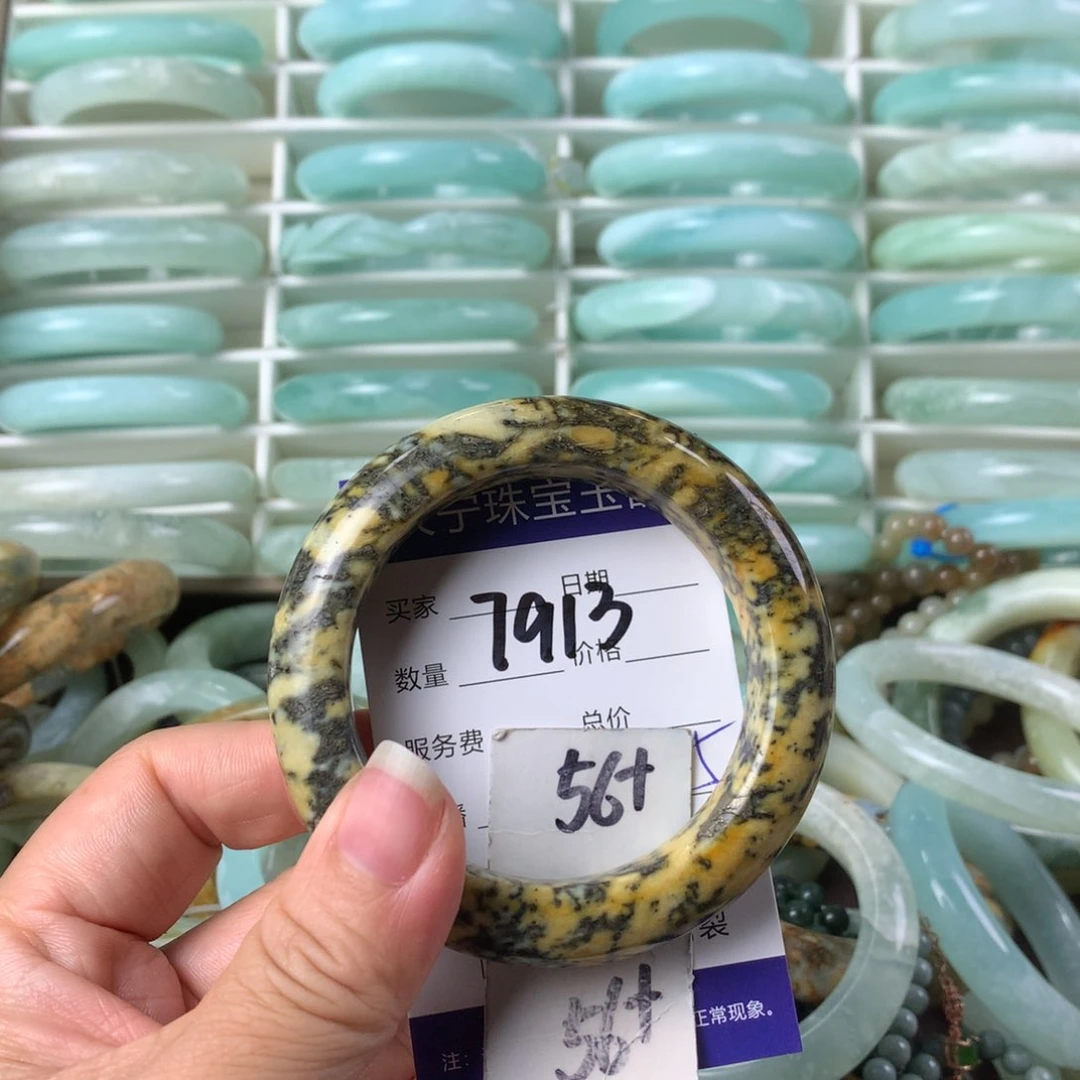 宁珠宝玉
买家 日期
7913
数量 价格
服务费 总价
56+
裂
56+
注: 正常现象。